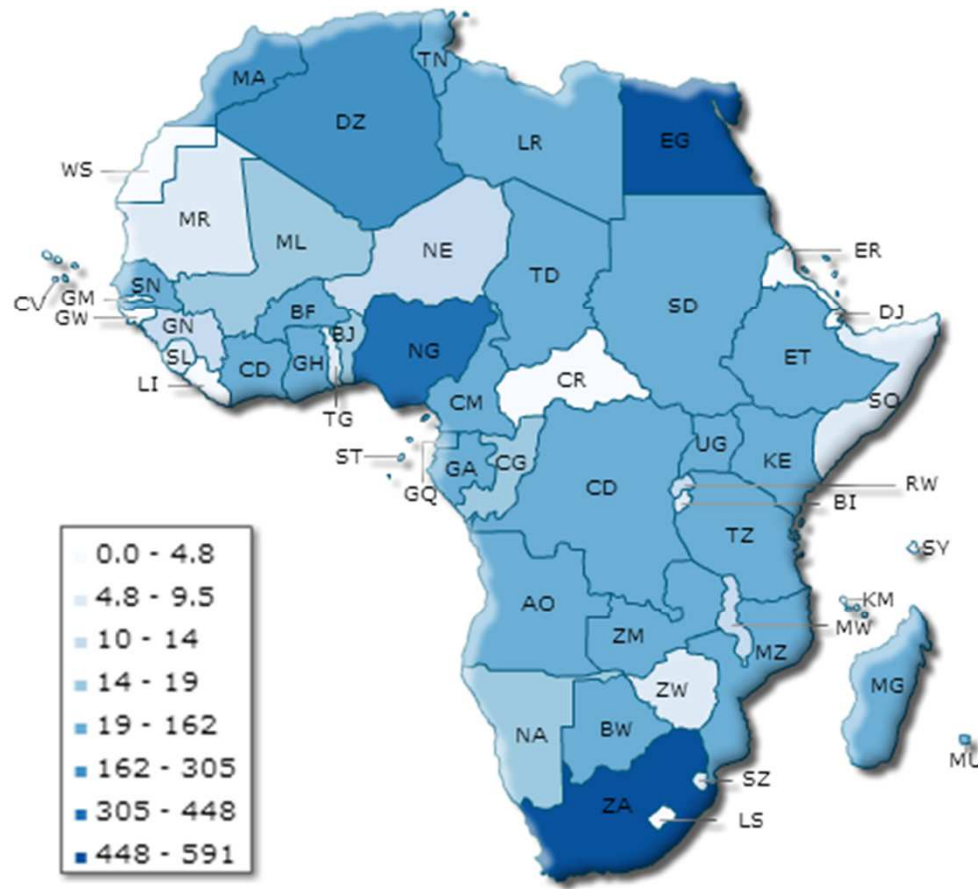 TN
MA
DZ
LR
EG
WS
MR
ML
NE
TD
SD
ER
CV
GM
SN
GW
GN
BF
BJ
NG
DJ
SL
CD
GH
CR
ET
LI
TG
CM
SO
ST
GQ
GA
CG
CD
UG
KE
RW
BI
TZ
SY
AO
ZM
KM
MW
MZ
ZW
MG
NA
BW
MU
SZ
ZA
LS
0.0 - 4.8
4.8 - 9.5
10 - 14
14 - 19
19 - 162
162 - 305
305 - 448
448 - 591